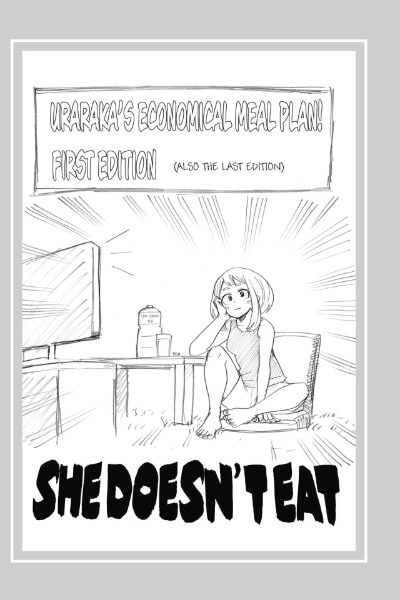 URARAKA'S ECONOMICAL MEAL PLAN!
FIRST EDITION (ALSO THE LAST EDITION)
SHE DOESN'T EAT